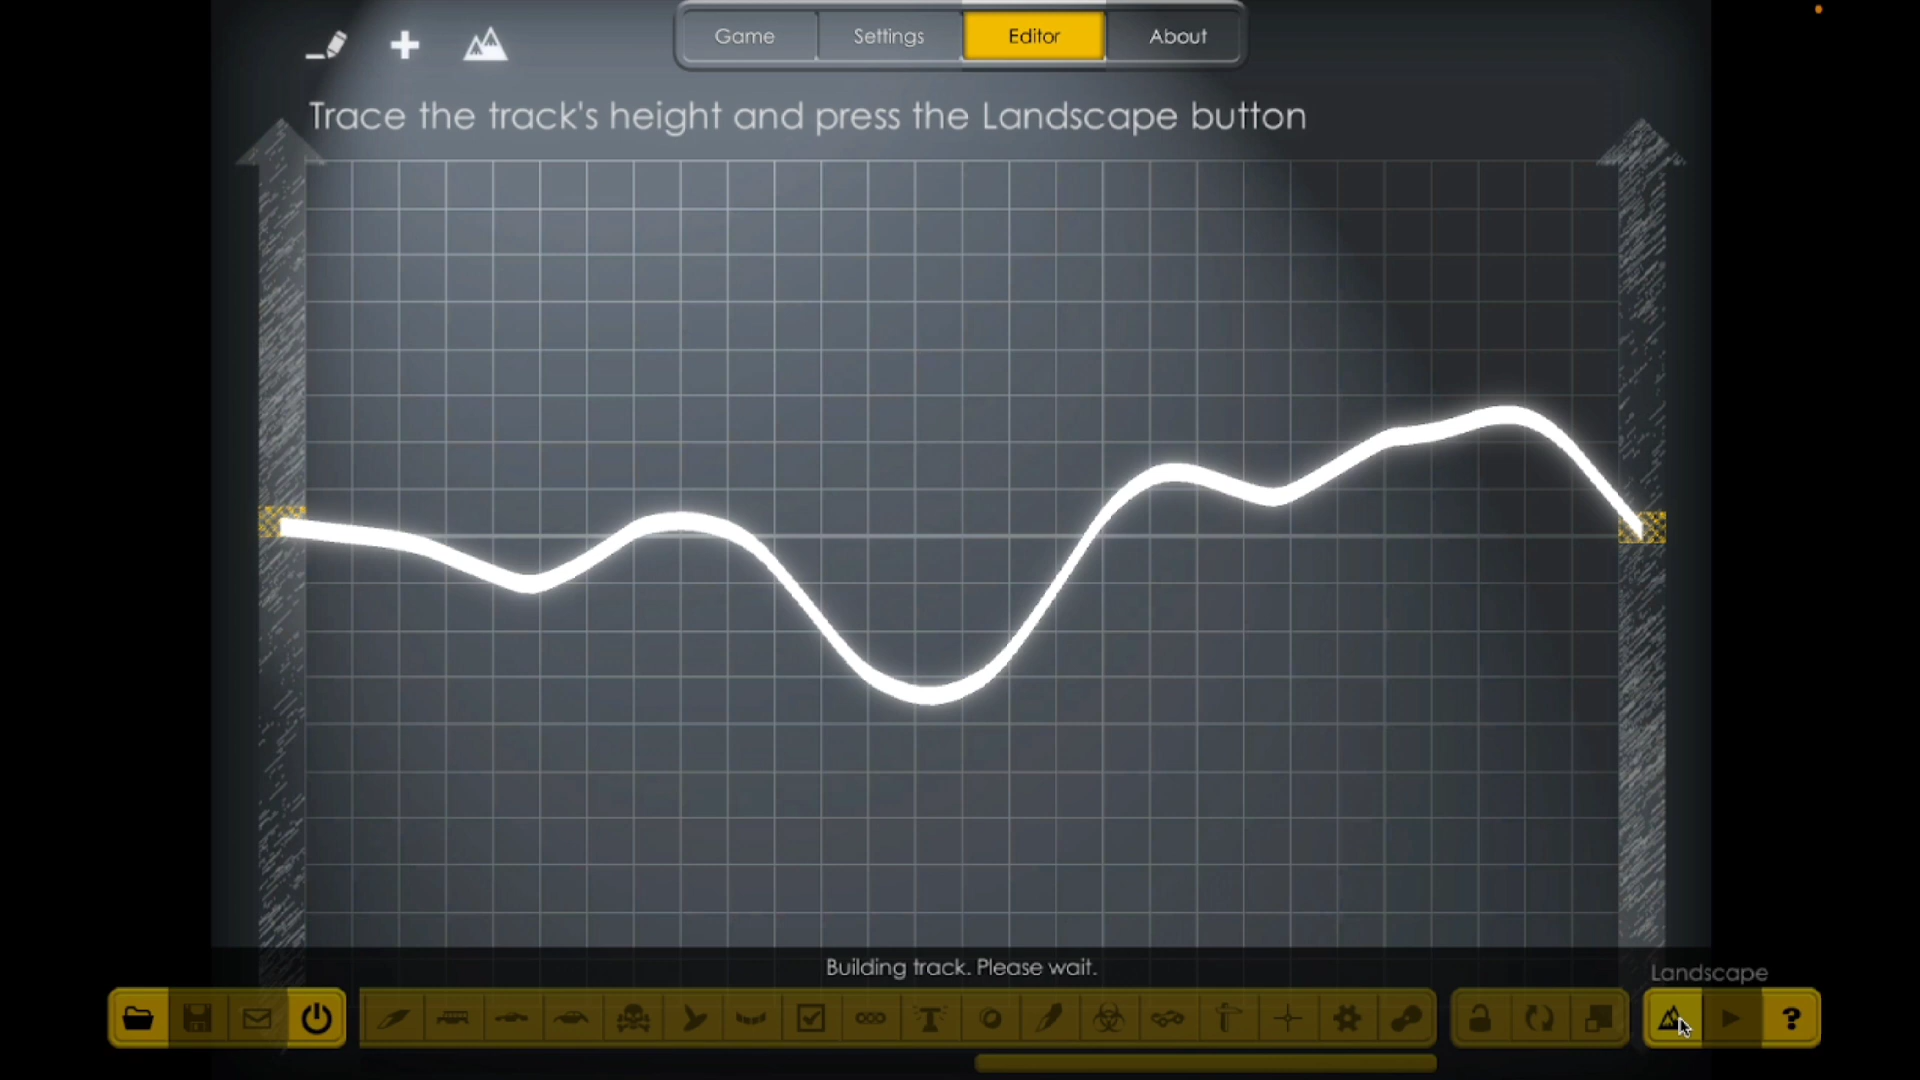 Game Settings Editor About
Trace the track's height and press the Landscape button
Building track. Please wait.
Landscape
?